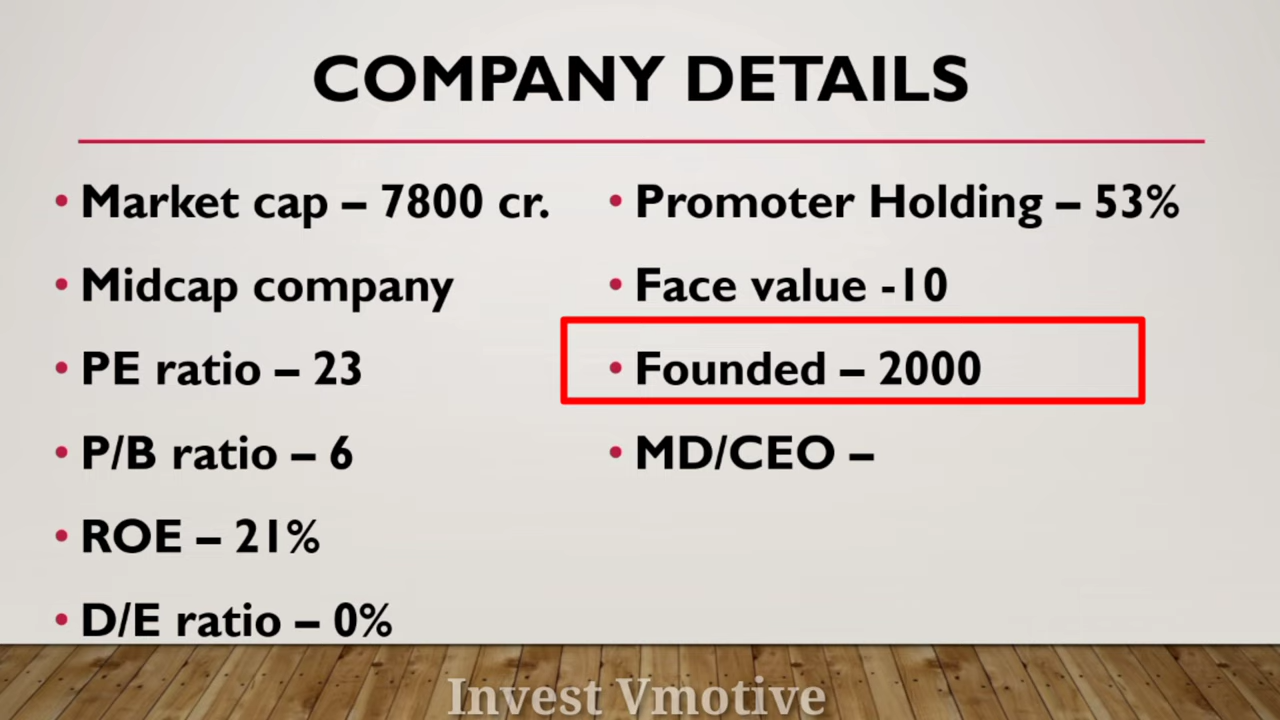 COMPANY DETAILS
• Market cap – 7800 cr.
• Midcap company
• PE ratio – 23
• P/B ratio – 6
• ROE – 21%
• D/E ratio – 0%
• Promoter Holding – 53%
• Face value -10
• Founded – 2000
• MD/CEO –
Invest Vmotive